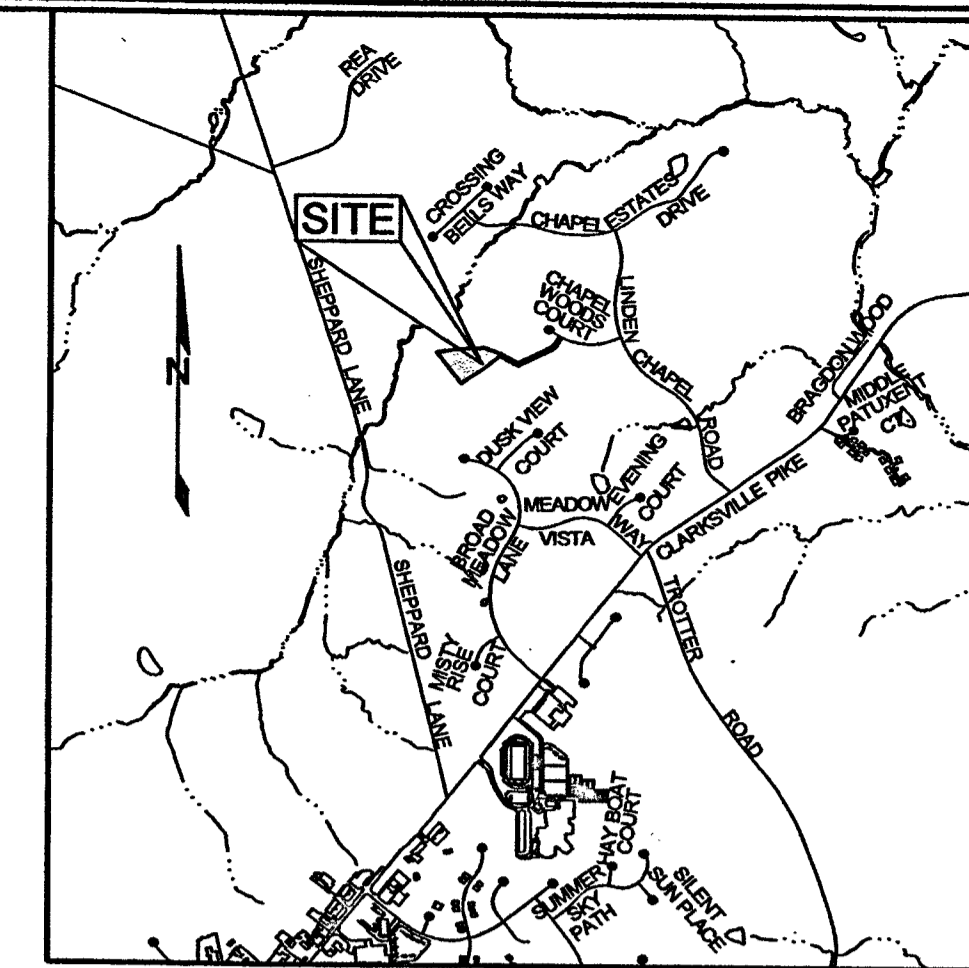 REA
DRIVE
CROSSING
BELLS WAY
SITE
CHAPEL ESTATES
DRIVE
SHEPPARD LANE
CHAPEL
WOODS
COURT
LINDEN
CHAPEL
ROAD
N
BRAGDON WOOD
MIDDLE
PATUXENT
CT
DUSK VIEW
COURT
EVENING
COURT
MEADOW
VISTA
WAY
CLARKSVILLE PIKE
BROAD
MEADOW
LANE
SHEPPARD
LANE
TROTTER
ROAD
MISTY
RISE
COURT
HAY BOAT
COURT
SUMMER
SKY
PATH
SILENT
SUN PLACE